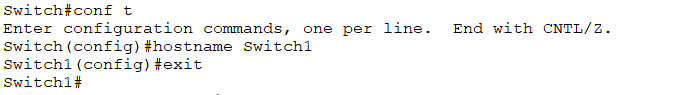 Switch#conf t
Enter configuration commands, one per line.  End with CNTL/Z.
Switch(config)#hostname Switch1
Switch1(config)#exit
Switch1#